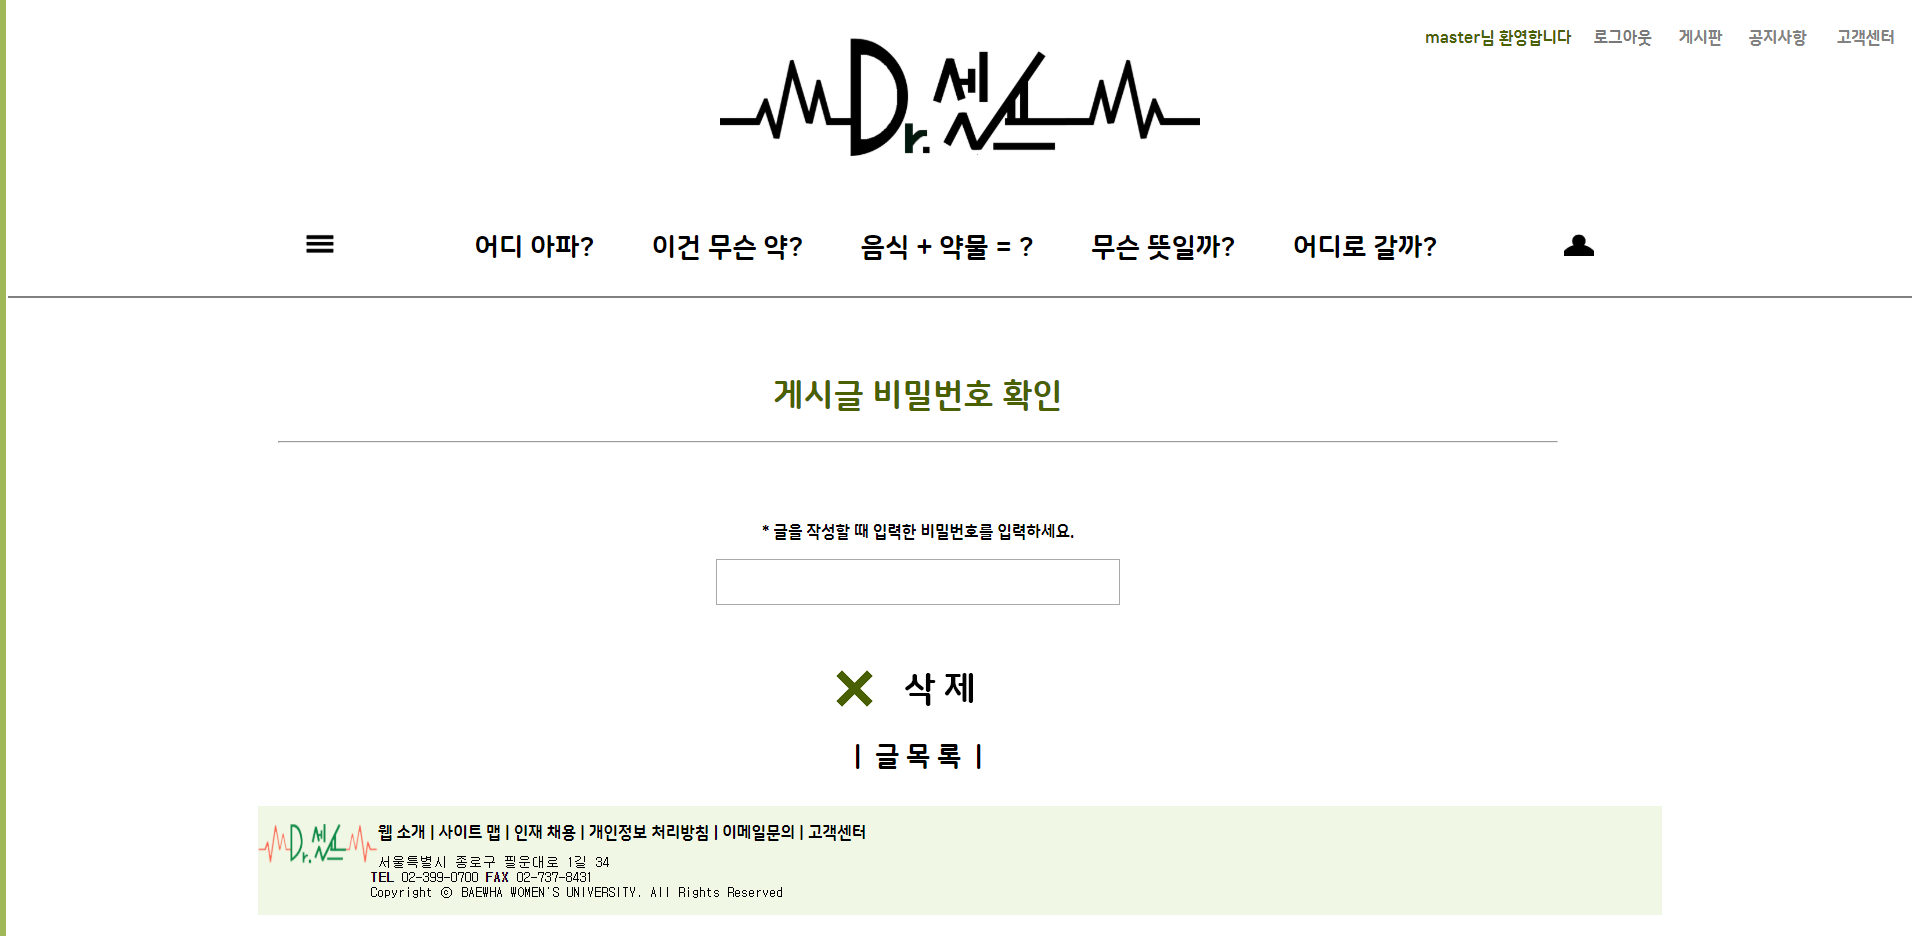 master님 환영합니다 로그아웃 게시판 공지사항 고객센터
Dr. 셀스
어디 아파? 이건 무슨 약? 음식 + 약물 = ? 무슨 뜻일까? 어디로 갈까?
게시글 비밀번호 확인
* 글을 작성할 때 입력한 비밀번호를 입력하세요.
삭 제
| 글 목 록 |
Dr. 셀스
웹 소개 | 사이트 맵 | 인재 채용 | 개인정보 처리방침 | 이메일문의 | 고객센터
서울특별시 종로구 필운대로 1길 34
TEL 02-399-0700 FAX 02-737-8431
Copyright ⓒ BAEWHA WOMEN'S UNIVERSITY. All Rights Reserved